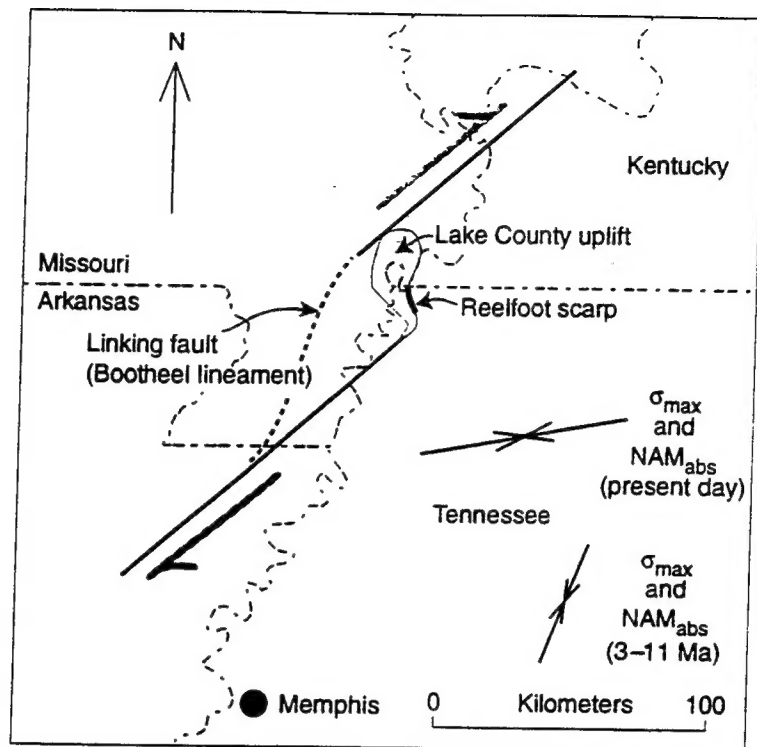 N
Kentucky
Lake County uplift
Missouri
Arkansas
Reelfoot scarp
Linking fault
(Bootheel lineament)
σmax
and
NAMabs
(present day)
Tennessee
σmax
and
NAMabs
(3–11 Ma)
Memphis
0 Kilometers 100